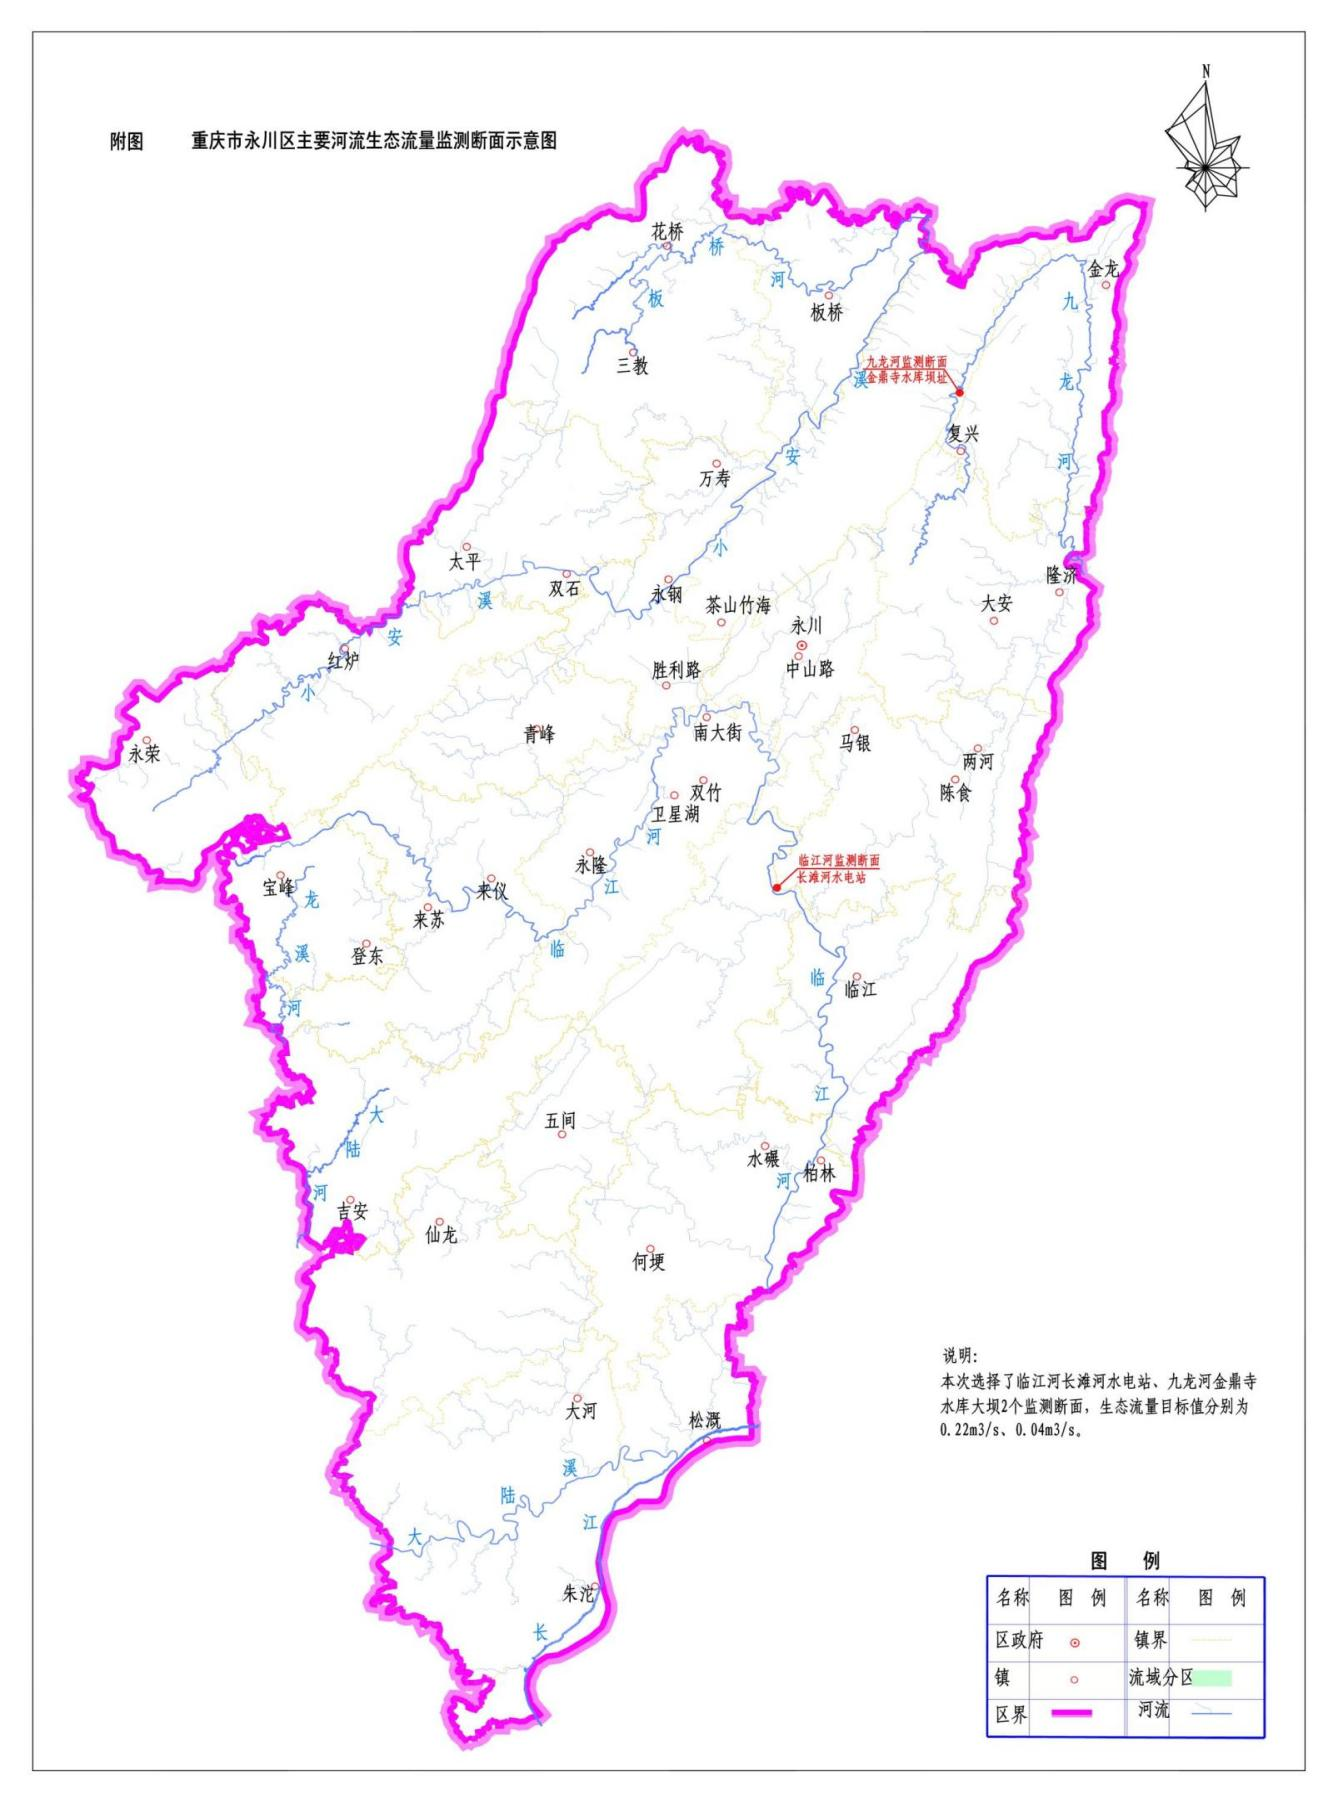 N
附图 重庆市永川区主要河流生态流量监测断面示意图
花桥
桥
河
板
板桥
金龙
九
三教
九龙河监测断面
金鼎寺水库坝址
溪
龙
复兴
安
河
万寿
小
太平
双石
溪
永钢
茶山竹海
隆济
大安
永川
中山路
安
红炉
小
胜利路
南大街
青峰
马银
永荣
两河
陈食
双竹
卫星湖
河
临江河监测断面
长滩河水电站
永隆
江
宝峰
龙
来仪
来苏
溪
登东
临
临
临江
河
江
大
陆
五间
水碾
柏林
河
河
吉安
仙龙
何埂
说明:
本次选择了临江河长滩河水电站、九龙河金鼎寺
水库大坝2个监测断面，生态流量目标值分别为
0.22m3/s、0.04m3/s。
大河
松溉
溪
陆
江
大
朱沱
长
图 例
名称 图 例 名称 图 例
区政府 镇界
镇 流域分区
区界 河流